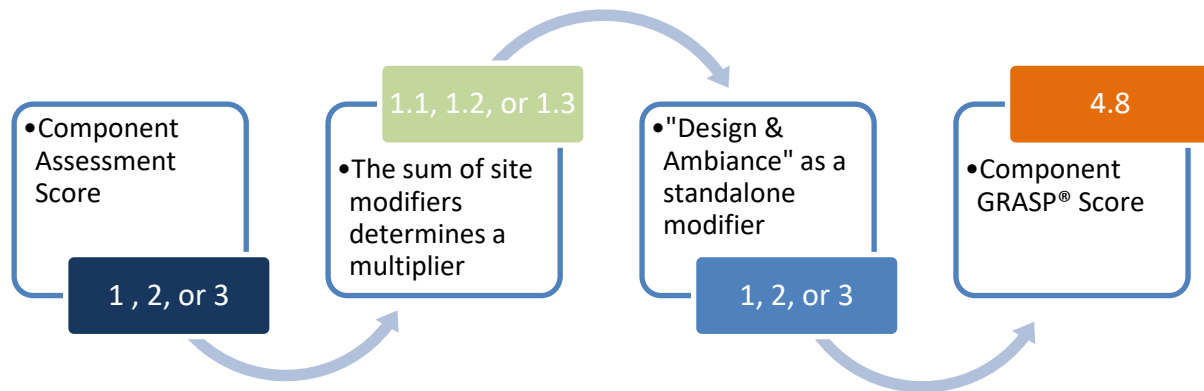 •Component
Assessment
Score
1 , 2, or 3
1.1, 1.2, or 1.3
•The sum of site
modifiers
determines a
multiplier
•"Design &
Ambiance" as a
standalone
modifier
1, 2, or 3
4.8
•Component
GRASP® Score